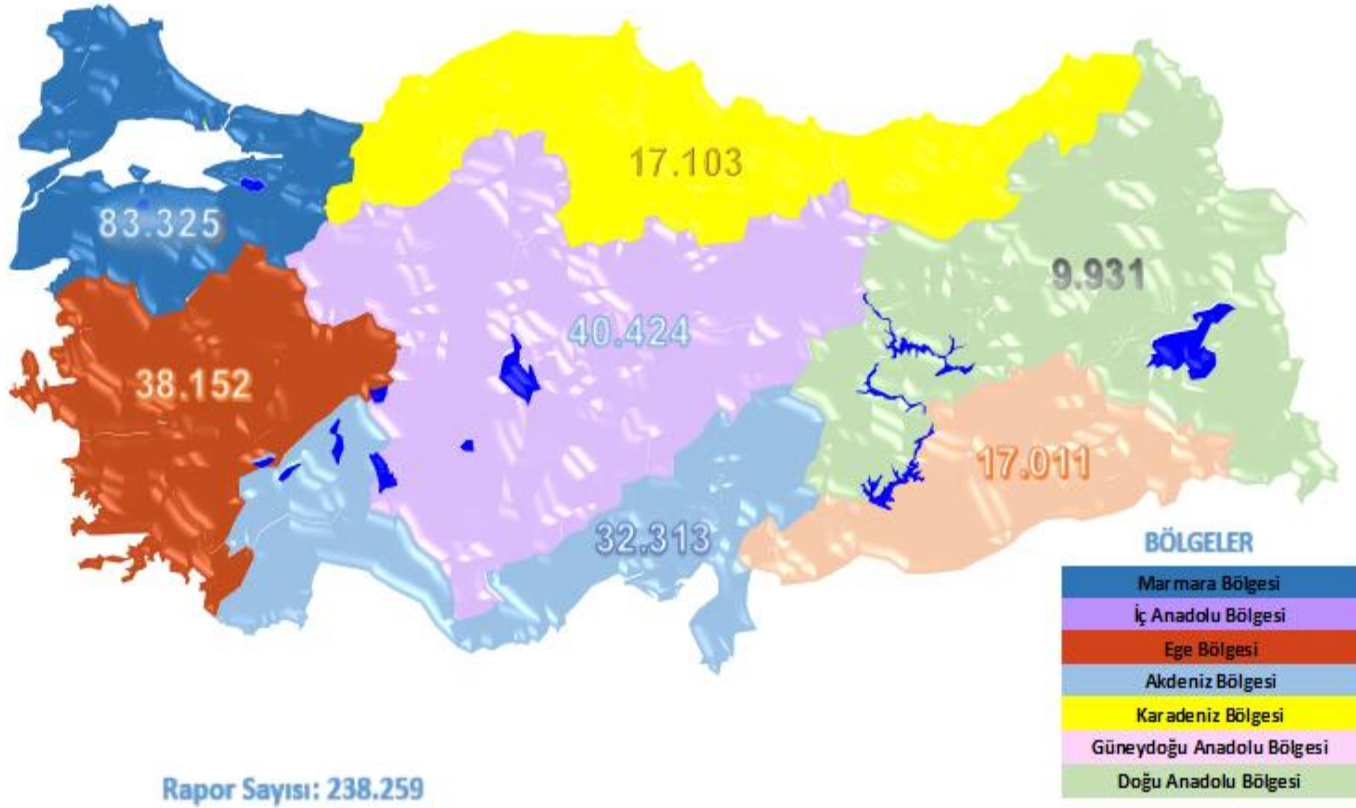 17.103
83.325
9.931
40.424
38.152
17.011
32.313
BÖLGELER
Marmara Bölgesi
İç Anadolu Bölgesi
Ege Bölgesi
Akdeniz Bölgesi
Karadeniz Bölgesi
Güneydoğu Anadolu Bölgesi
Doğu Anadolu Bölgesi
Rapor Sayısı: 238.259